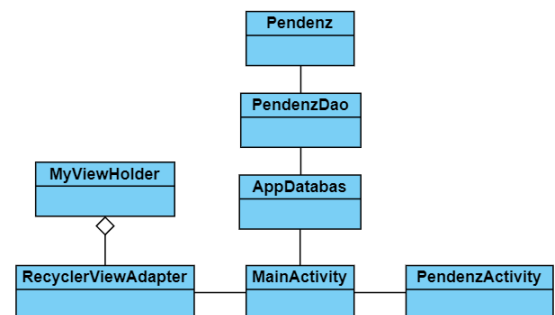 Pendenz
PendenzDao
MyViewHolder
AppDatabas
RecyclerViewAdapter
MainActivity
PendenzActivity